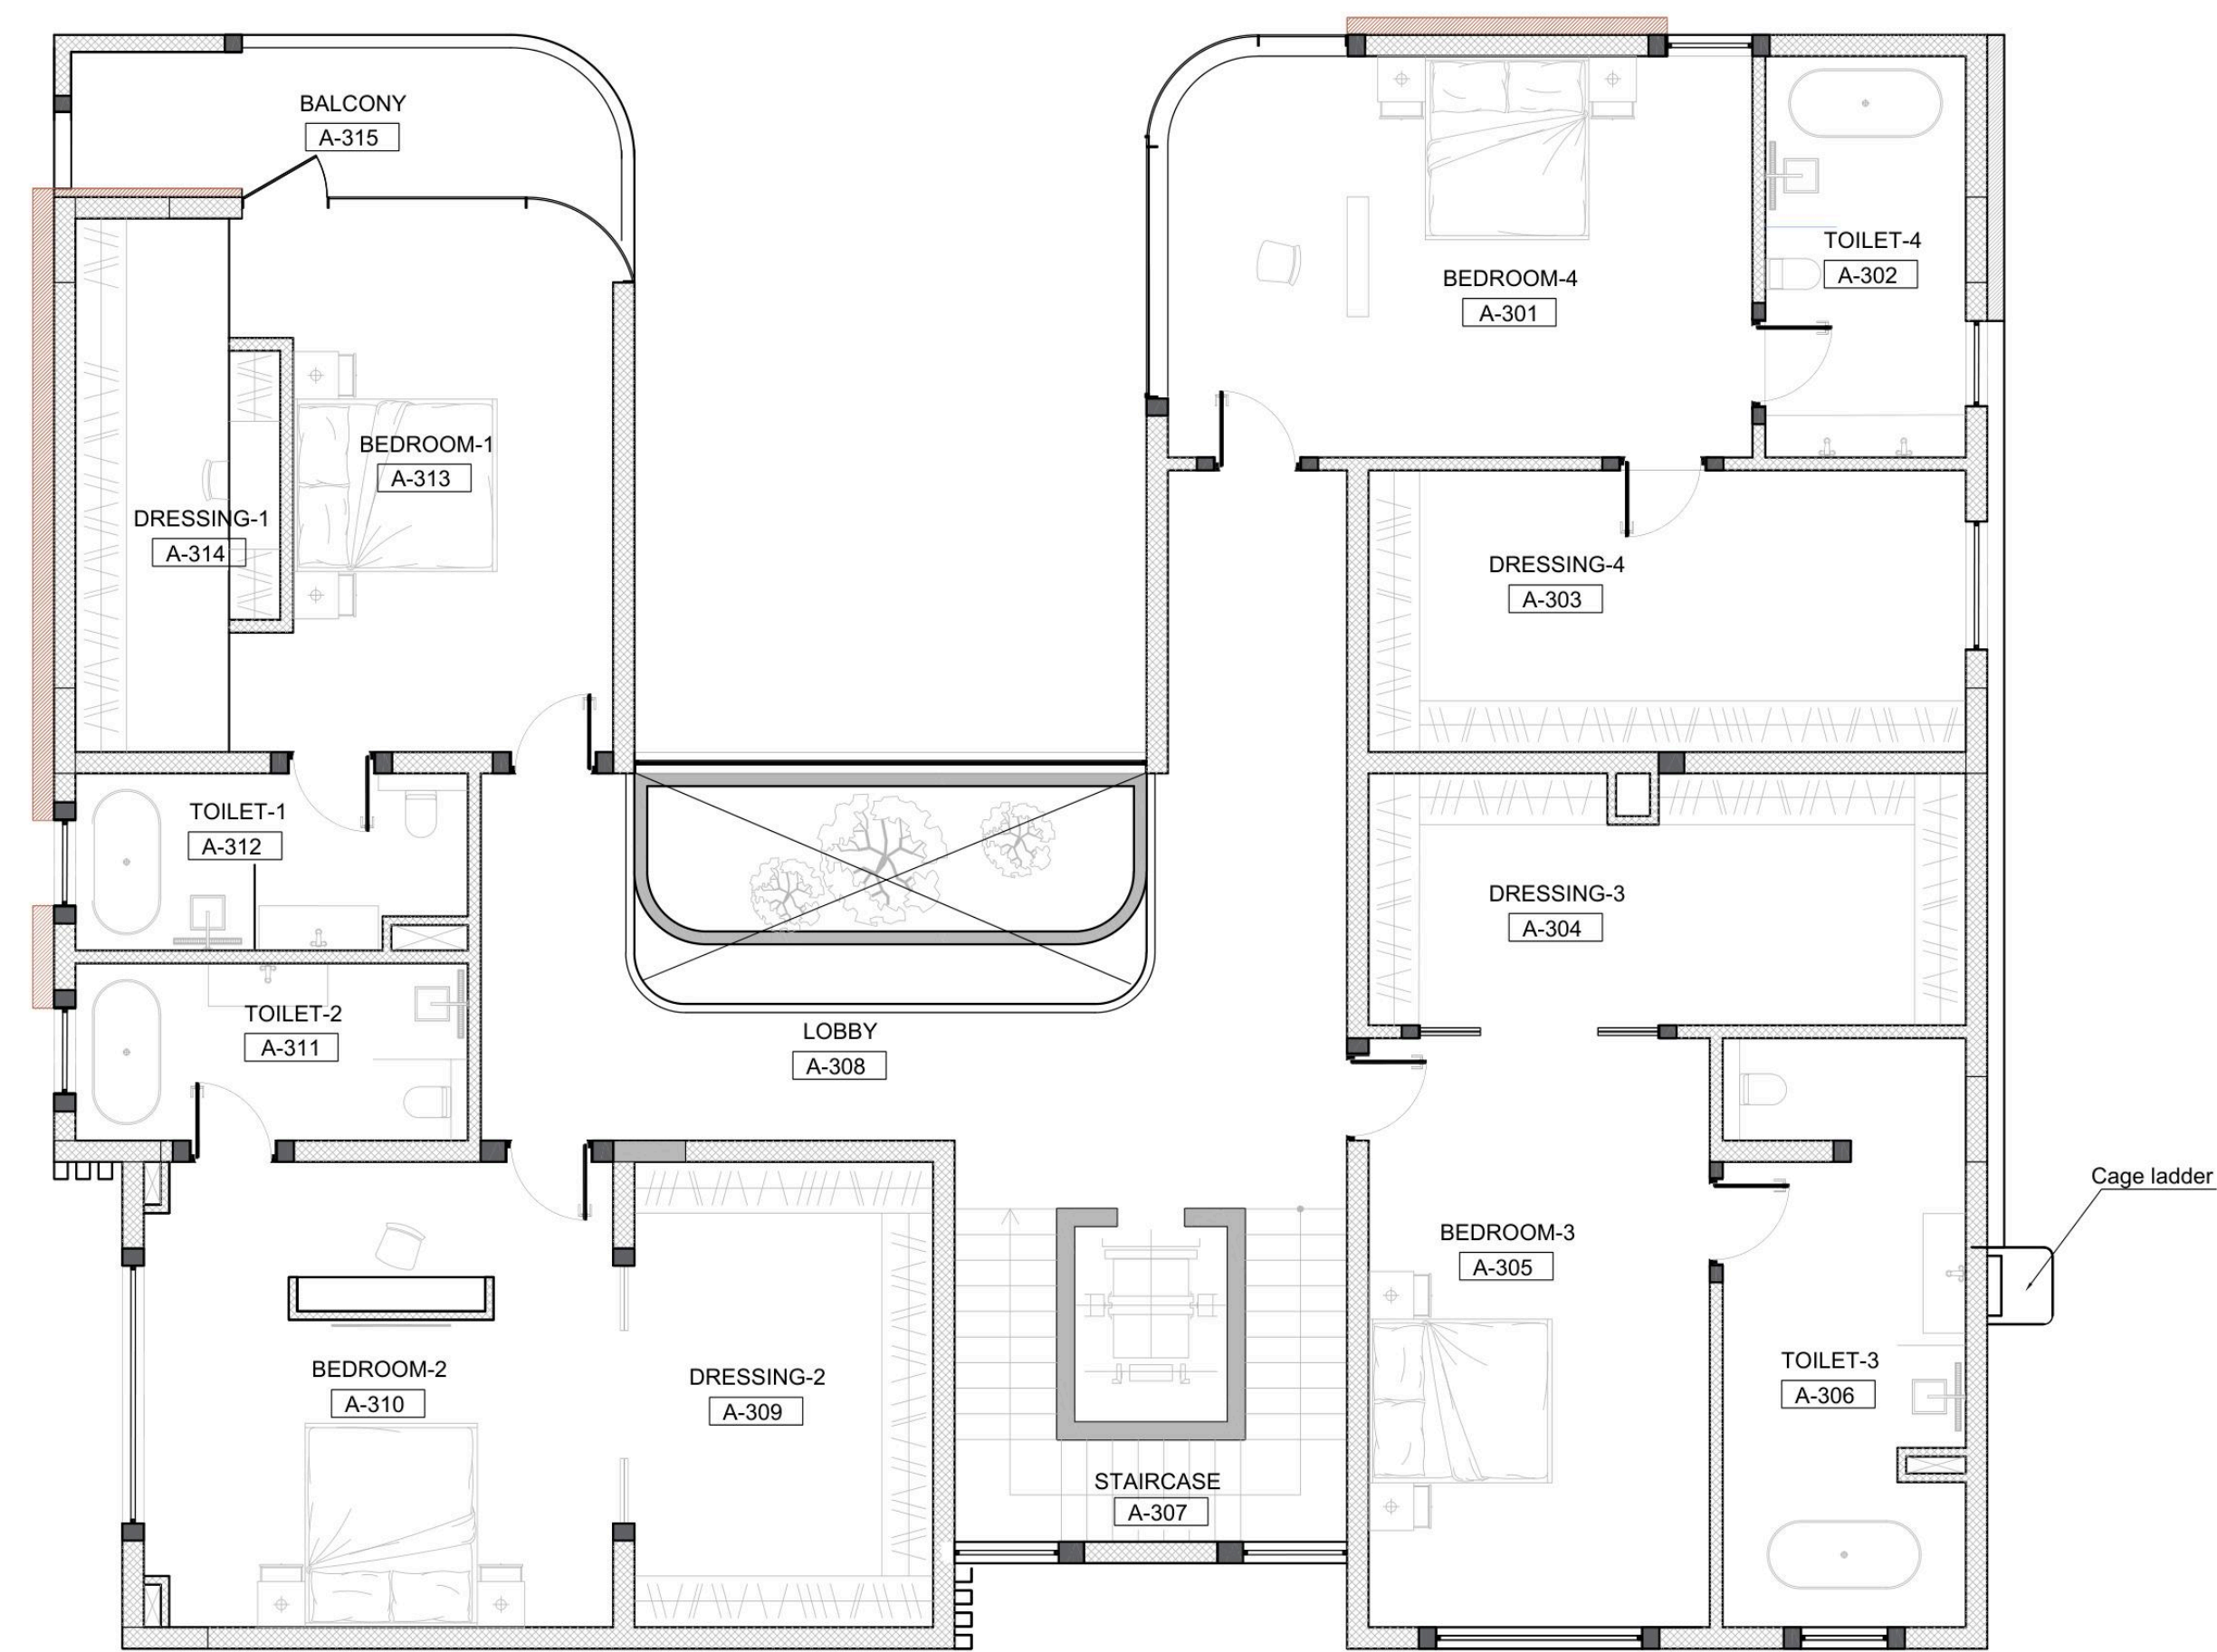 BALCONY
A-315
BEDROOM-4
A-301
TOILET-4
A-302
BEDROOM-1
A-313
DRESSING-1
A-314
DRESSING-4
A-303
TOILET-1
A-312
DRESSING-3
A-304
TOILET-2
A-311
LOBBY
A-308
Cage ladder
BEDROOM-3
A-305
BEDROOM-2
A-310
DRESSING-2
A-309
TOILET-3
A-306
STAIRCASE
A-307